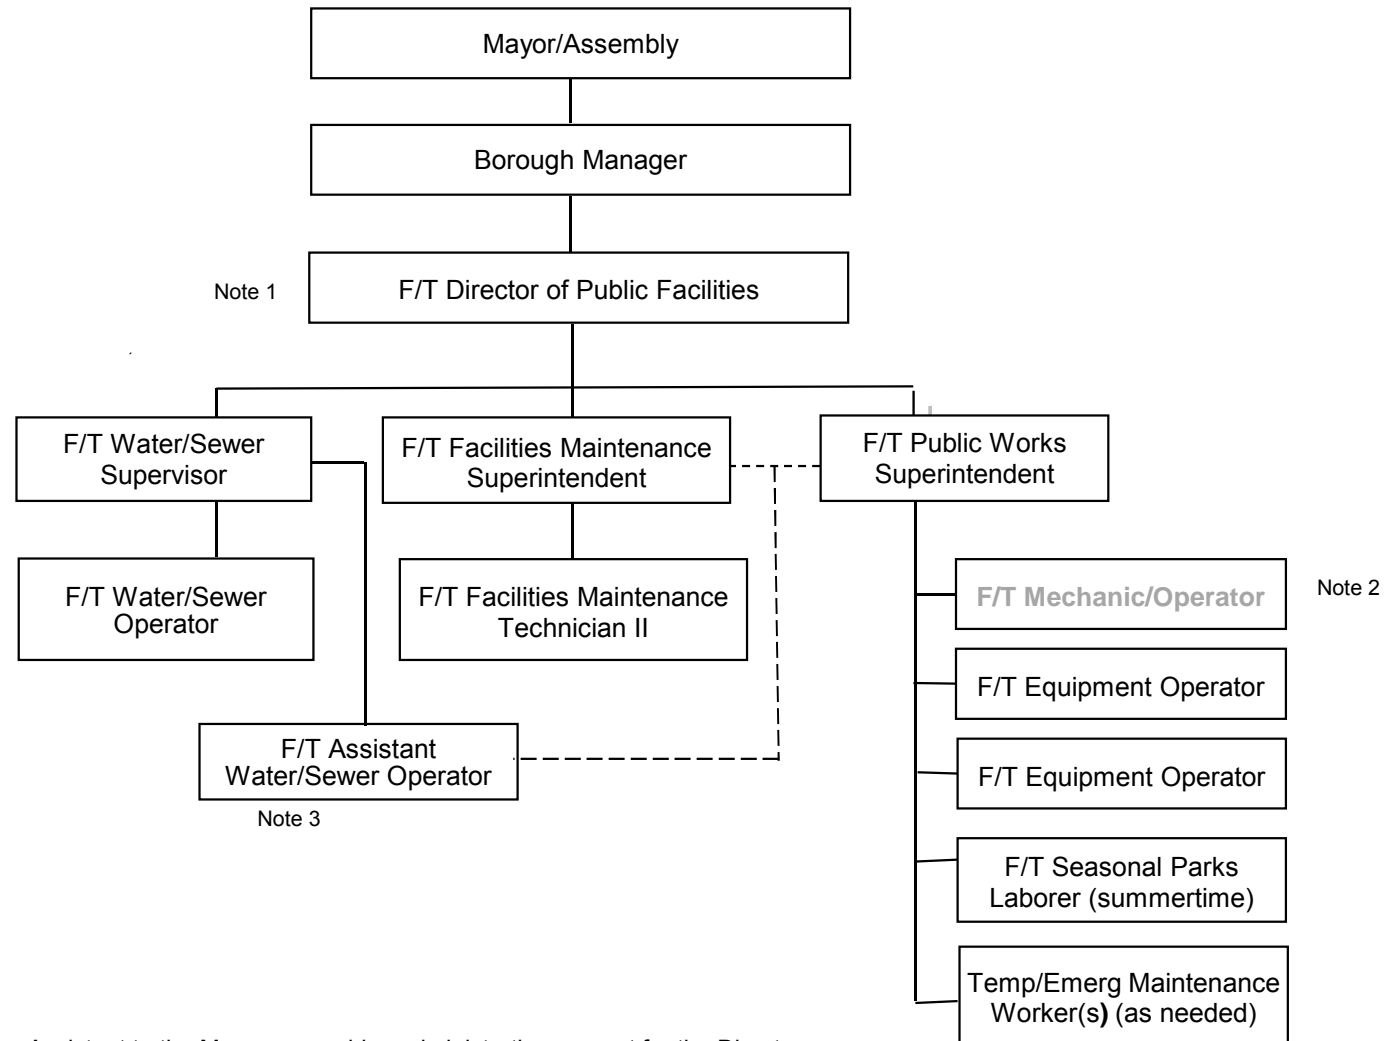 Mayor/Assembly
Borough Manager
Note 1
F/T Director of Public Facilities
F/T Water/Sewer
Supervisor
F/T Facilities Maintenance
Superintendent
F/T Public Works
Superintendent
F/T Water/Sewer
Operator
F/T Facilities Maintenance
Technician II
F/T Mechanic/Operator
Note 2
F/T Equipment Operator
F/T Assistant
Water/Sewer Operator
Note 3
F/T Equipment Operator
F/T Seasonal Parks
Laborer (summertime)
Temp/Emerg Maintenance
Worker(s) (as needed)